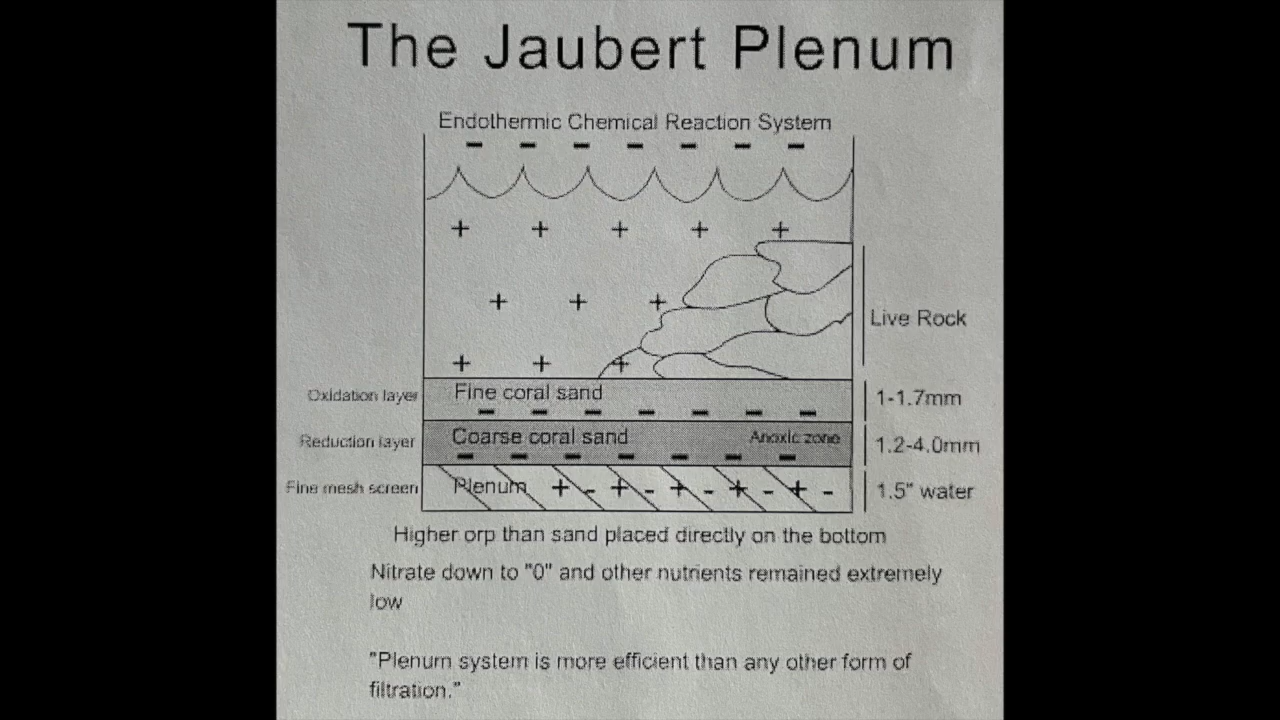 The Jaubert Plenum
Endothermic Chemical Reaction System
Live Rock
Oxidation layer
Fine coral sand
1-1.7mm
Reduction layer
Coarse coral sand
Anoxic zone
1.2-4.0mm
Fine mesh screen
Plenum
1.5" water
Higher orp than sand placed directly on the bottom
Nitrate down to "0" and other nutrients remained extremely
low
"Plenum system is more efficient than any other form of
filtration."